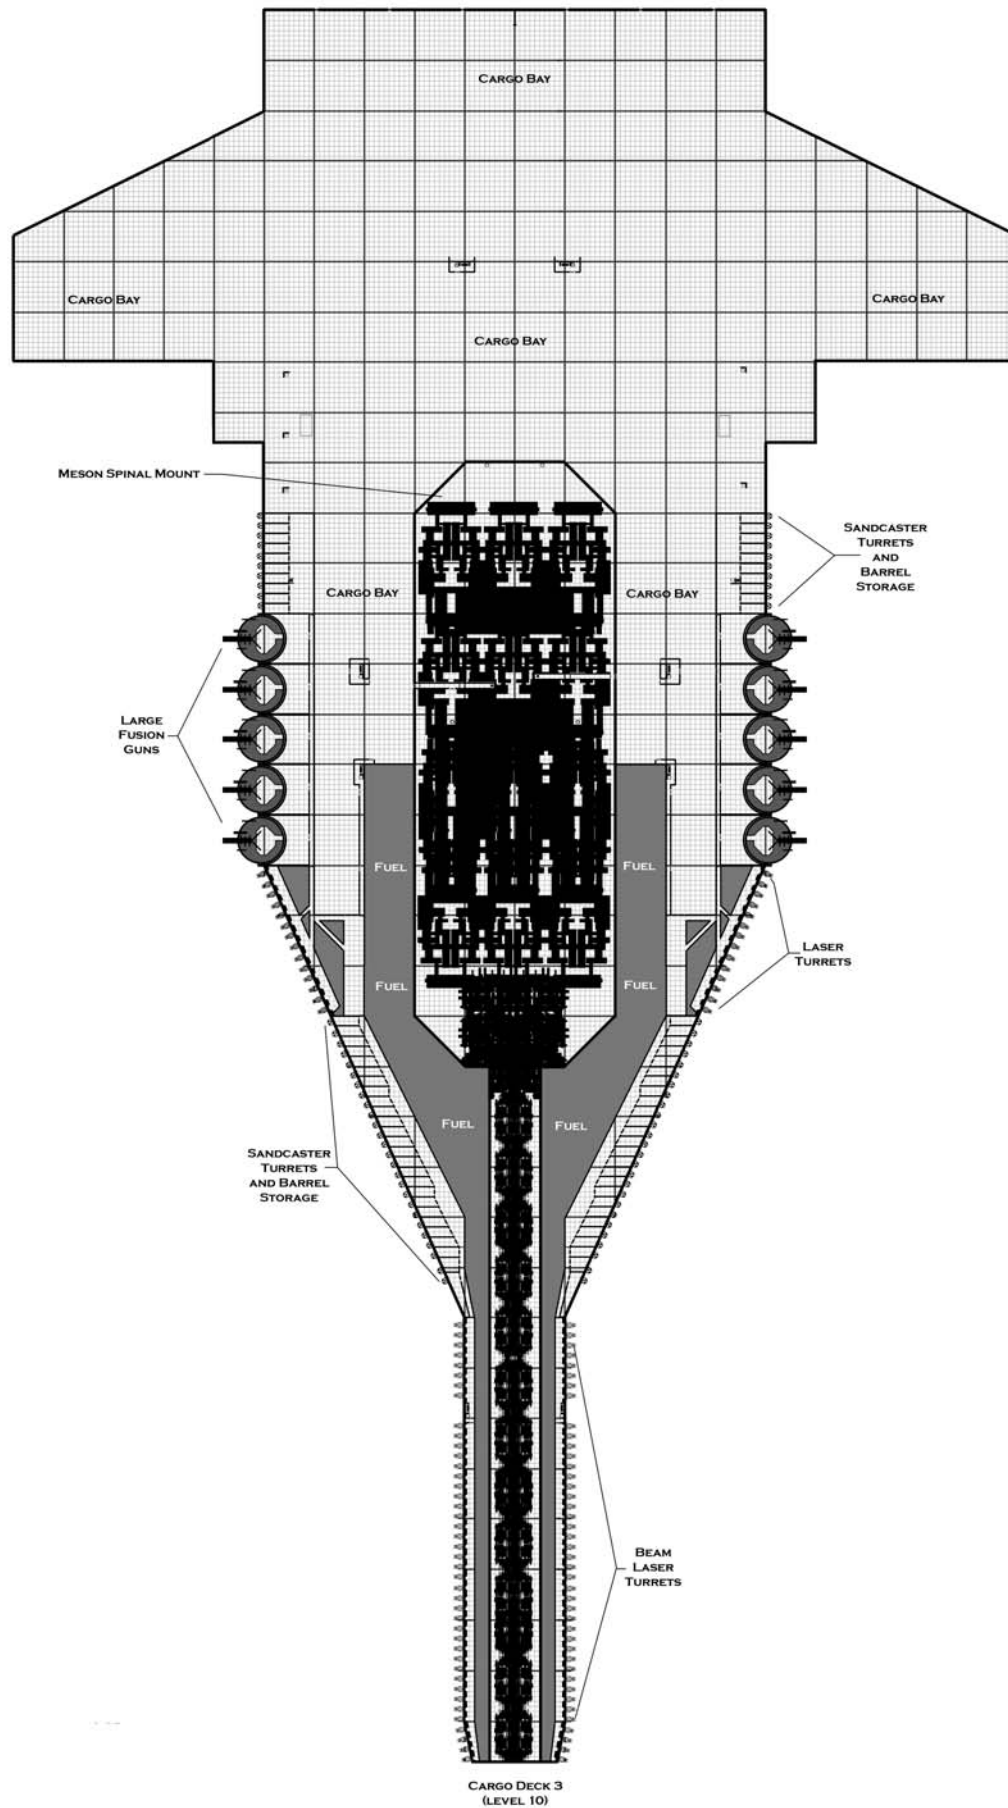 CARGO BAY
CARGO BAY
CARGO BAY
CARGO BAY
MESON SPINAL MOUNT
SANDCASTER
TURRETS
AND
BARREL
STORAGE
CARGO BAY
CARGO BAY
LARGE
FUSION
GUNS
FUEL
FUEL
LASER
TURRETS
FUEL
FUEL
FUEL
FUEL
SANDCASTER
TURRETS
AND BARREL
STORAGE
BEAM
LASER
TURRETS
CARGO DECK 3
(LEVEL 10)